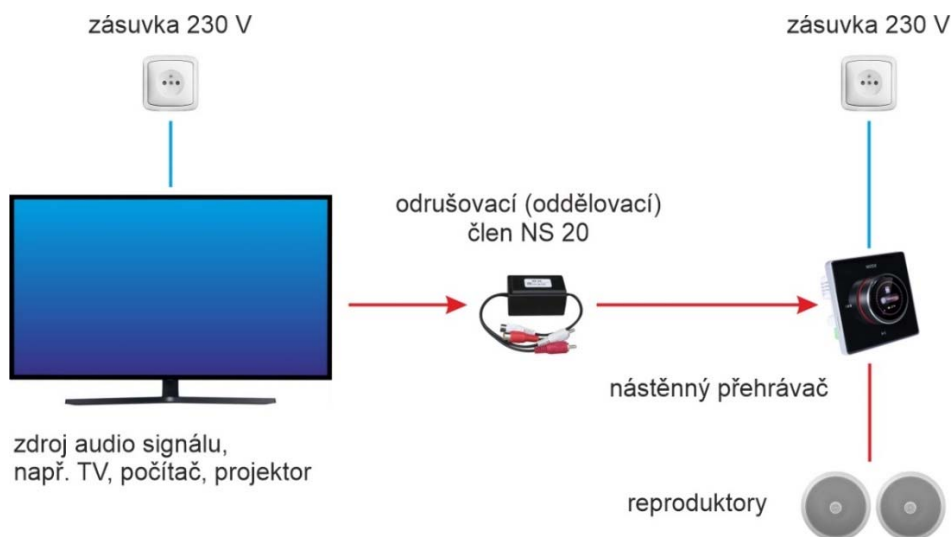 zásuvka 230 V
zásuvka 230 V
odrušovací (oddělovací)
člen NS 20
nástěnný přehrávač
zdroj audio signálu,
např. TV, počítač, projektor
reproduktory